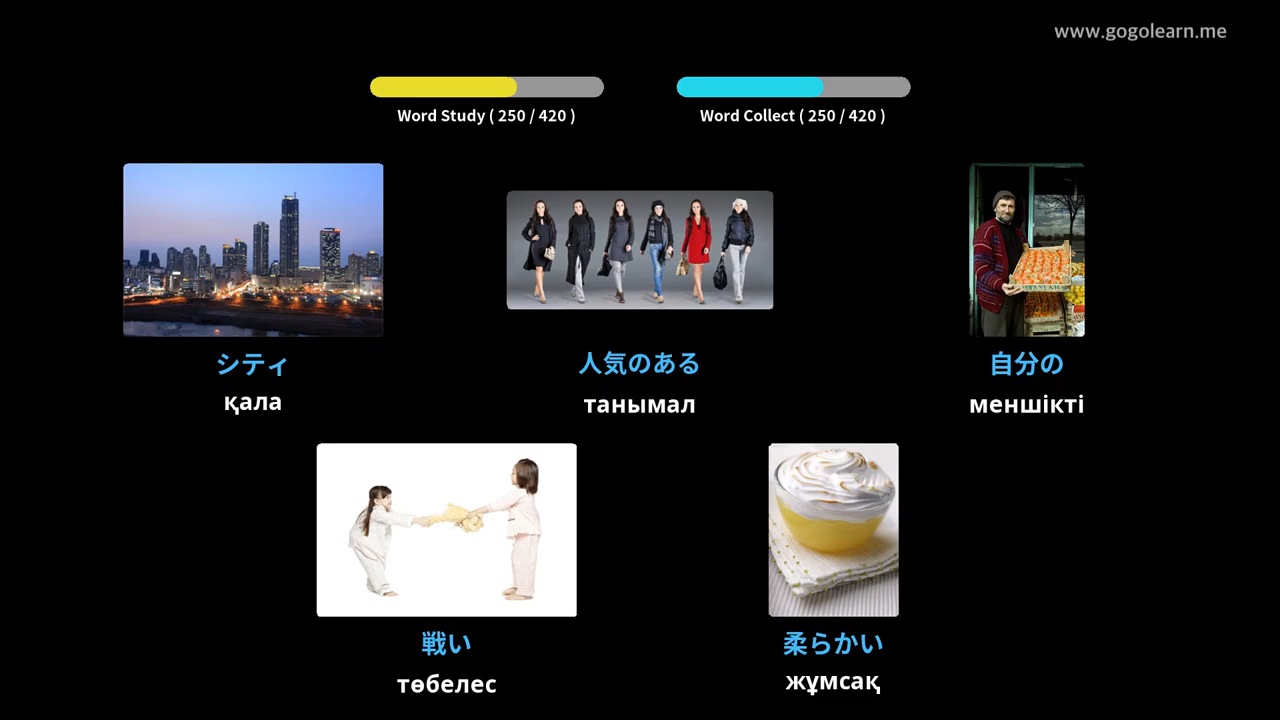 www.gogolearn.me
Word Study ( 250 / 420 )
Word Collect ( 250 / 420 )
シティ
қала
人気のある
танымал
自分の
меншікті
戦い
төбелес
柔らかい
жұмсақ